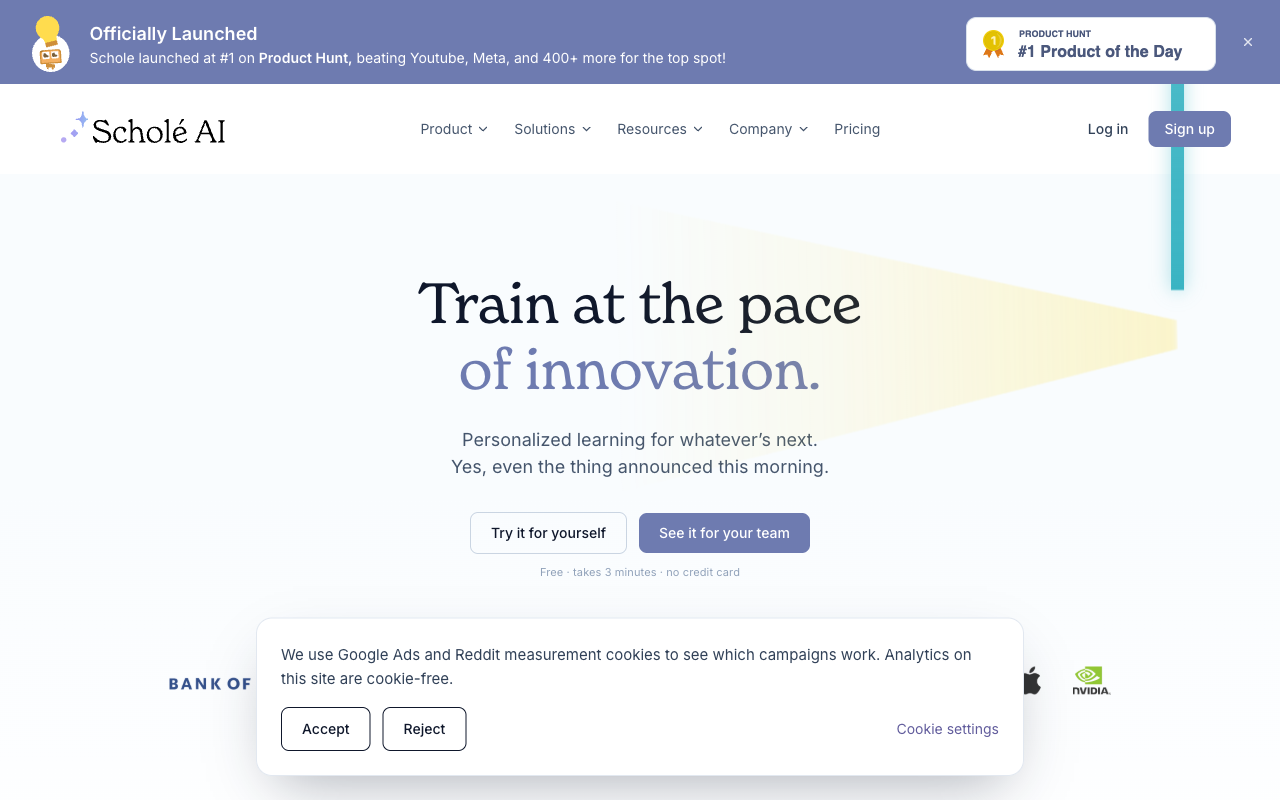 Officially Launched
Schole launched at #1 on Product Hunt, beating Youtube, Meta, and 400+ more for the top spot!
1
PRODUCT HUNT
#1 Product of the Day
×
Scholé AI
Product
Solutions
Resources
Company
Pricing
Log in
Sign up
Train at the pace
of innovation.
Personalized learning for whatever’s next.
Yes, even the thing announced this morning.
Try it for yourself
See it for your team
Free · takes 3 minutes · no credit card
BANK OF
NVIDIA.
We use Google Ads and Reddit measurement cookies to see which campaigns work. Analytics on
this site are cookie-free.
Accept
Reject
Cookie settings